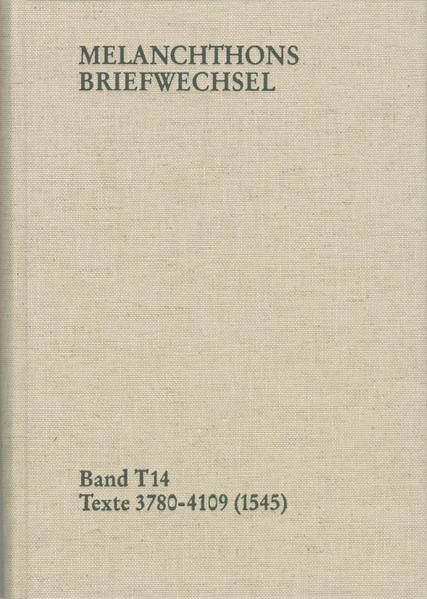 MELANCHTHONS
BRIEFWECHSEL
Band T14
Texte 3780-4109 (1545)